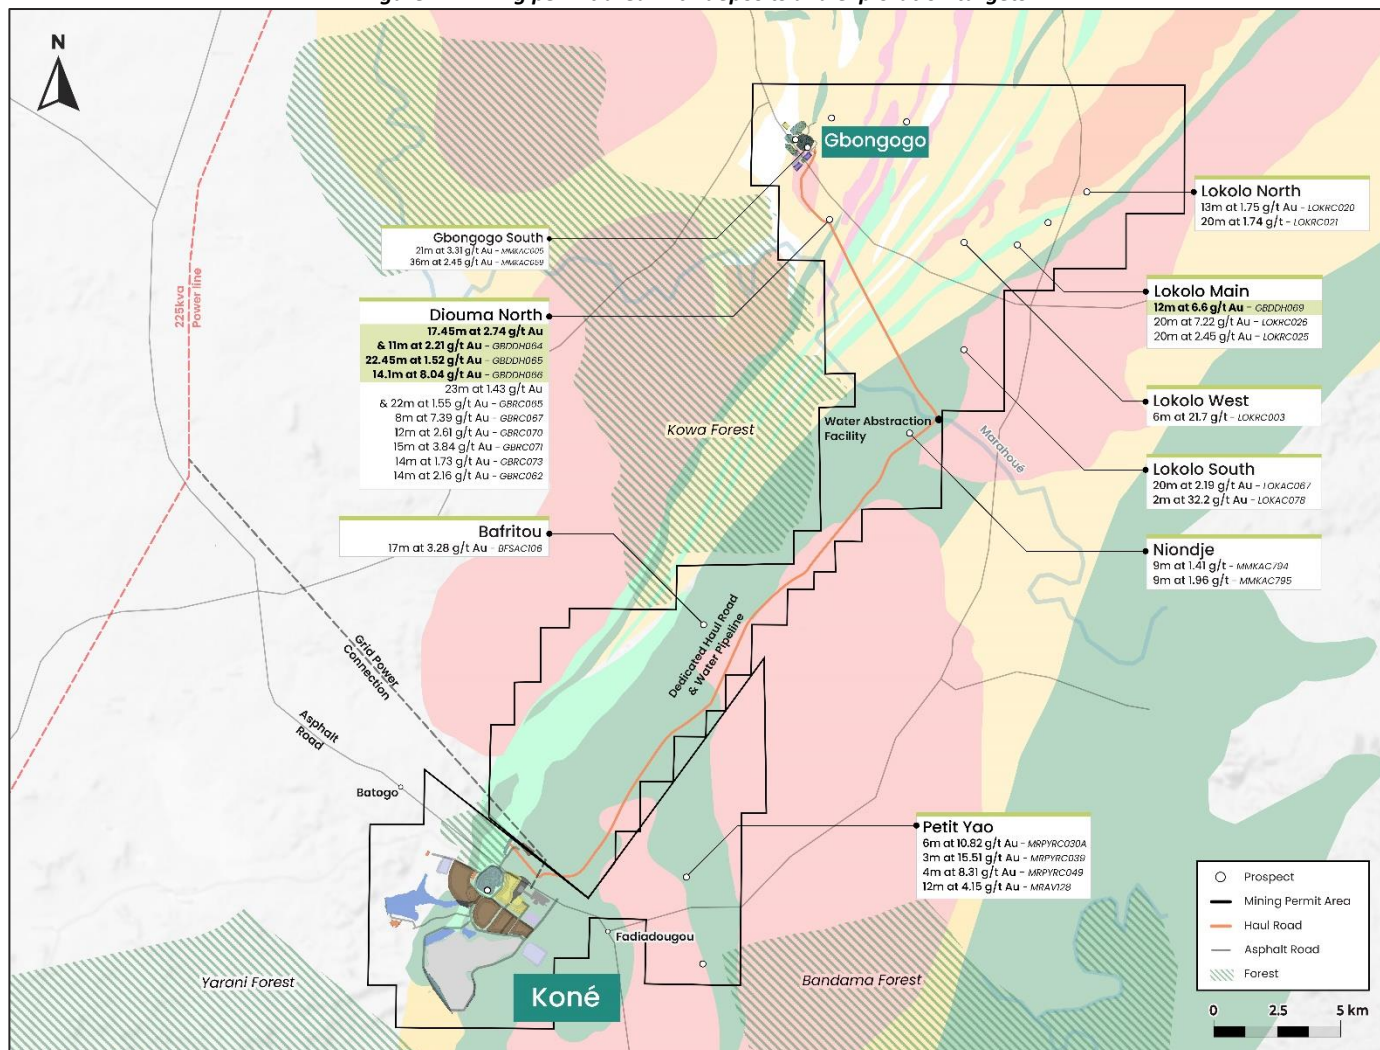 N
Gbongogo
Lokolo North
13m at 1.75 g/t Au - LOKRC020
20m at 1.74 g/t - LOKRC021
Gbongogo South
21m at 3.31 g/t Au - MMKAC605
36m at 2.45 g/t Au - MMKAC659
225kva
Power line
Diouma North
17.45m at 2.74 g/t Au
& 11m at 2.21 g/t Au - GBDDH064
22.45m at 1.52 g/t Au - GBDDH065
14.1m at 8.04 g/t Au - GBDDH066
23m at 1.43 g/t Au
& 22m at 1.55 g/t Au - GBRC065
8m at 7.39 g/t Au - GBRC067
12m at 2.61 g/t Au - GBRC070
15m at 3.84 g/t Au - GBRC071
14m at 1.73 g/t Au - GBRC073
14m at 2.16 g/t Au - GBRC062
Lokolo Main
12m at 6.6 g/t Au - GBDDH069
20m at 7.22 g/t Au - LOKRC026
20m at 2.45 g/t Au - LOKRC025
Lokolo West
6m at 21.7 g/t - LOKRC003
Kowa Forest
Water Abstraction
Facility
Marahoué
Lokolo South
20m at 2.19 g/t Au - LOKAC067
2m at 32.2 g/t Au - LOKAC078
Bafritou
17m at 3.28 g/t Au - BFSAC106
Niondje
9m at 1.41 g/t - MMKAC794
9m at 1.96 g/t - MMKAC795
Dedicated Haul Road
& Water Pipeline
Grid Power
Connection
Asphalt
Road
Batogo
Petit Yao
6m at 10.82 g/t Au - MRPYRC030A
3m at 15.51 g/t Au - MRPYRC039
4m at 8.31 g/t Au - MRPYRC049
12m at 4.15 g/t Au - MRAV128
Fadiadougou
Yarani Forest
Koné
Bandama Forest
Prospect
Mining Permit Area
Haul Road
Asphalt Road
Forest
0 2.5 5 km